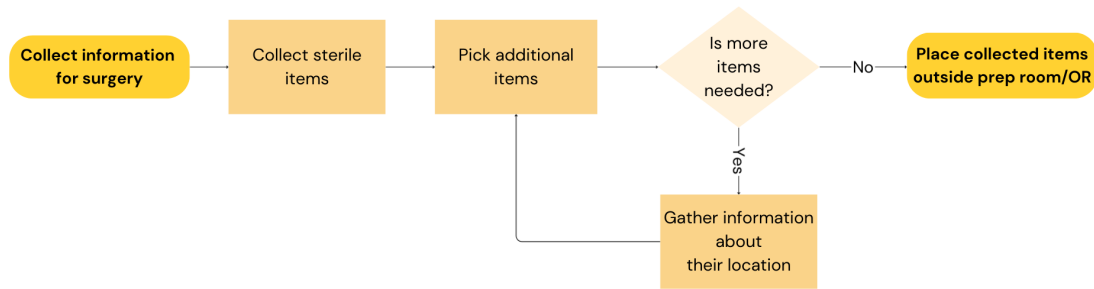 Collect information
for surgery
Collect sterile
items
Pick additional
items
Is more
items
needed?
No
Place collected items
outside prep room/OR
Yes
Gather information
about
their location